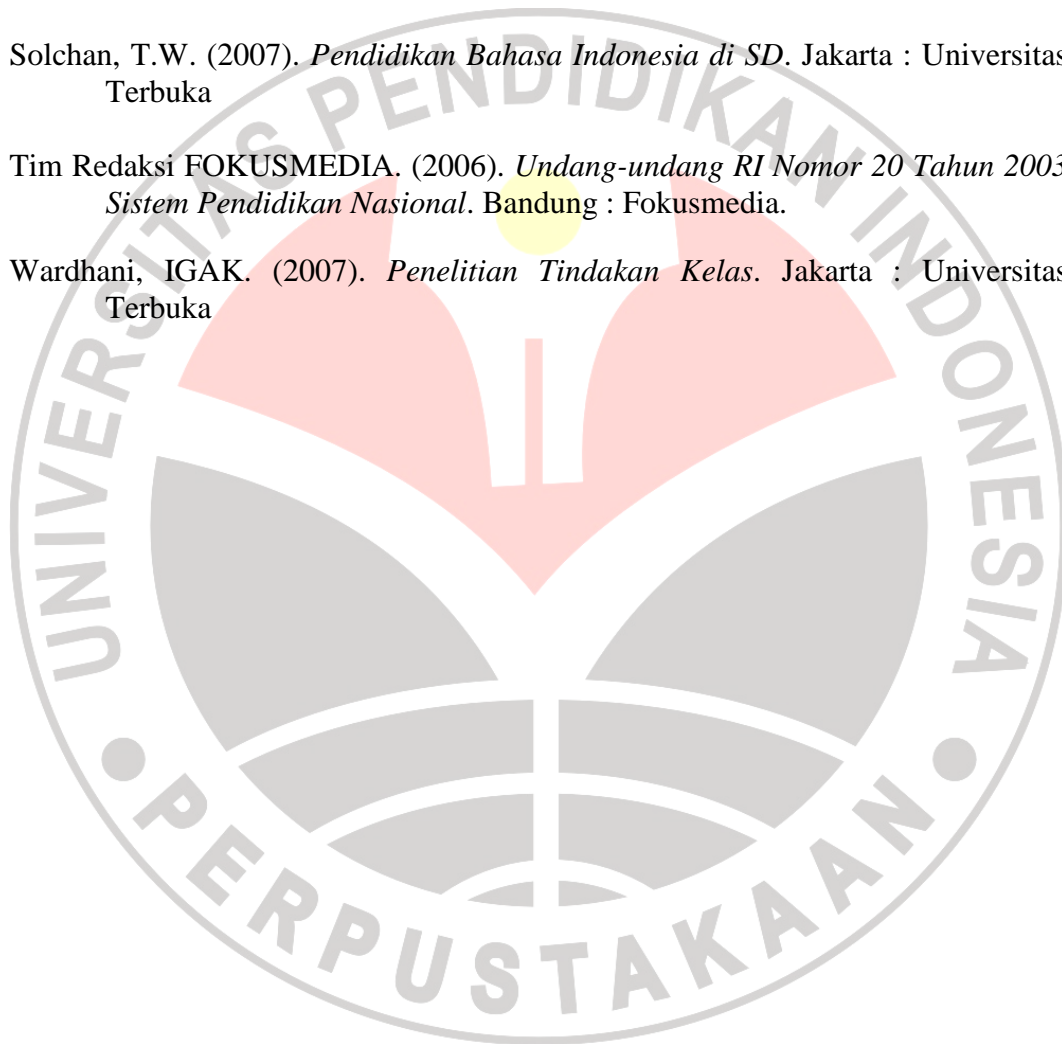 Solchan, T.W. (2007). Pendidikan Bahasa Indonesia di SD. Jakarta : Universitas
Terbuka
Tim Redaksi FOKUSMEDIA. (2006). Undang-undang RI Nomor 20 Tahun 2003
Sistem Pendidikan Nasional. Bandung : Fokusmedia.
Wardhani, IGAK. (2007). Penelitian Tindakan Kelas. Jakarta : Universitas
Terbuka
UNIVERSITAS PENDIDIKAN INDONESIA
PERPUSTAKAAN